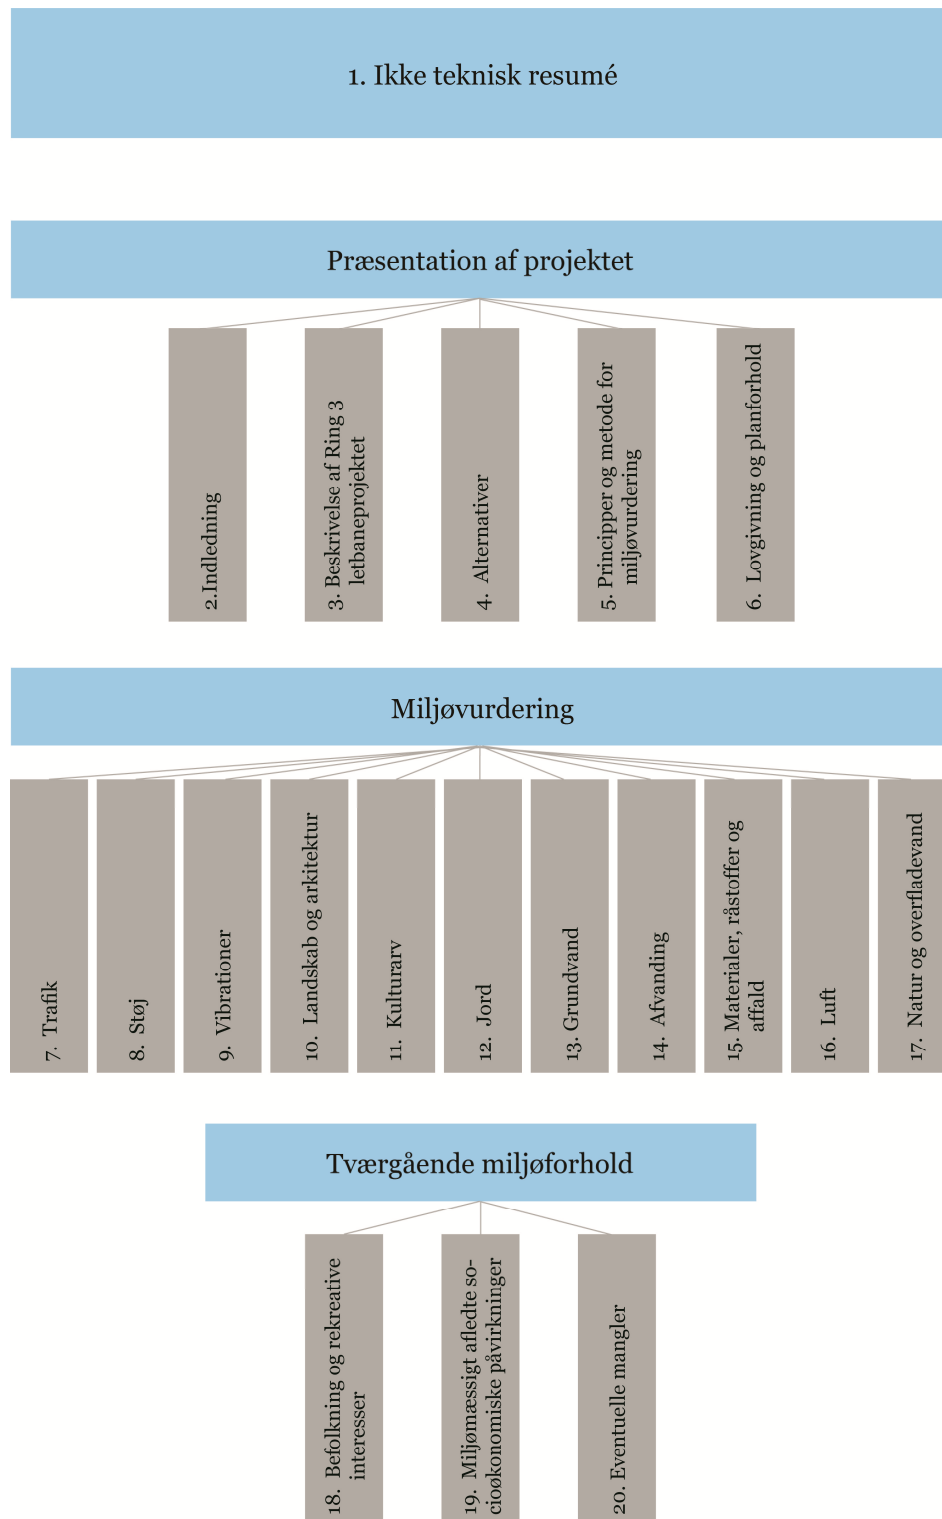 1. Ikke teknisk resumé
Præsentation af projektet
2.Indledning
3. Beskrivelse af Ring 3
letbaneprojektet
4. Alternativer
5. Principper og metode for
miljøvurdering
6. Lovgivning og planforhold
Miljøvurdering
7. Trafik
8. Støj
9. Vibrationer
10. Landskab og arkitektur
11. Kulturarv
12. Jord
13. Grundvand
14. Afvanding
15. Materialer, råstoffer og
affald
16. Luft
17. Natur og overfladevand
Tværgående miljøforhold
18. Befolkning og rekreative
interesser
19. Miljømæssigt afledte so-
cioøkonomiske påvirkninger
20. Eventuelle mangler